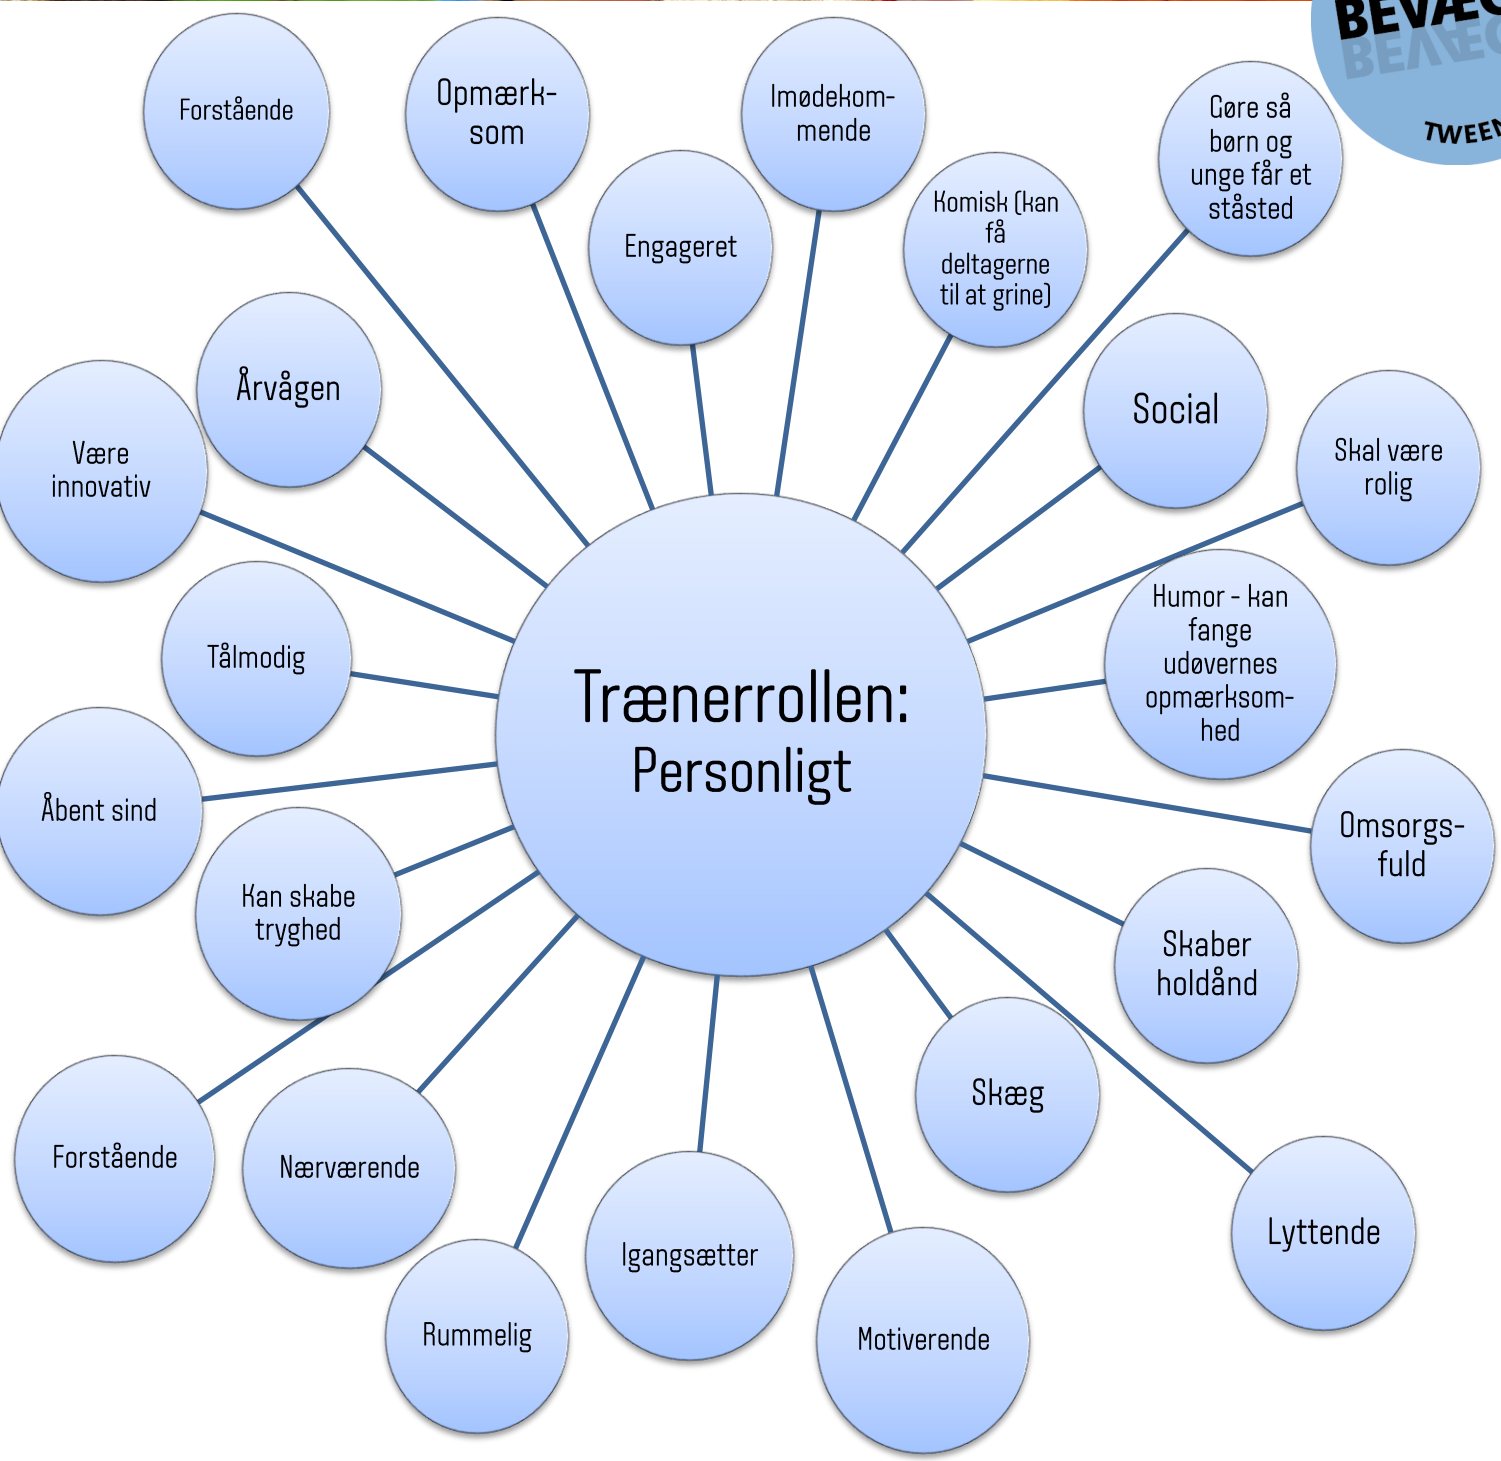 Forstående
Opmærk-
som
Imødekom-
mende
Gøre så
børn og
unge får et
ståsted
Engageret
Komisk (kan
få
deltagerne
til at grine)
Årvågen
Social
Være
innovativ
Skal være
rolig
Tålmodig
Humor - kan
fange
udøvernes
opmærksom-
hed
Trænerrollen:
Personligt
Åbent sind
Omsorgs-
fuld
Kan skabe
tryghed
Skaber
holdånd
Skæg
Forstående
Nærværende
Lyttende
Igangsætter
Rummelig
Motiverende